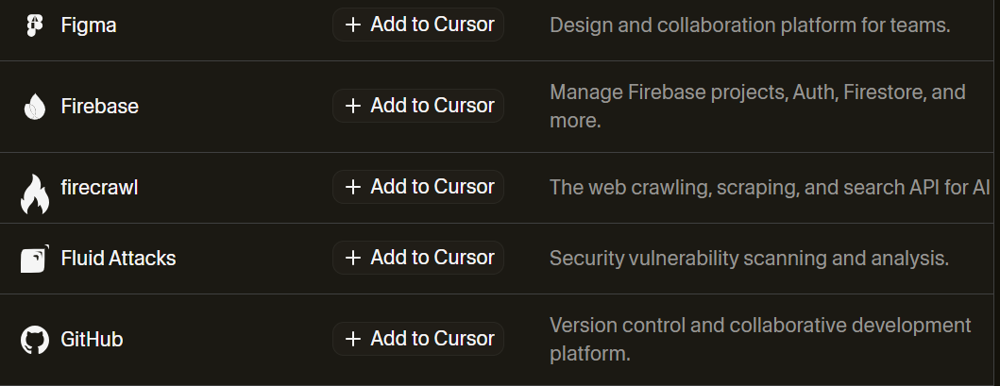 Figma
+ Add to Cursor
Design and collaboration platform for teams.
Firebase
+ Add to Cursor
Manage Firebase projects, Auth, Firestore, and
more.
firecrawl
+ Add to Cursor
The web crawling, scraping, and search API for AI
Fluid Attacks
+ Add to Cursor
Security vulnerability scanning and analysis.
GitHub
+ Add to Cursor
Version control and collaborative development
platform.